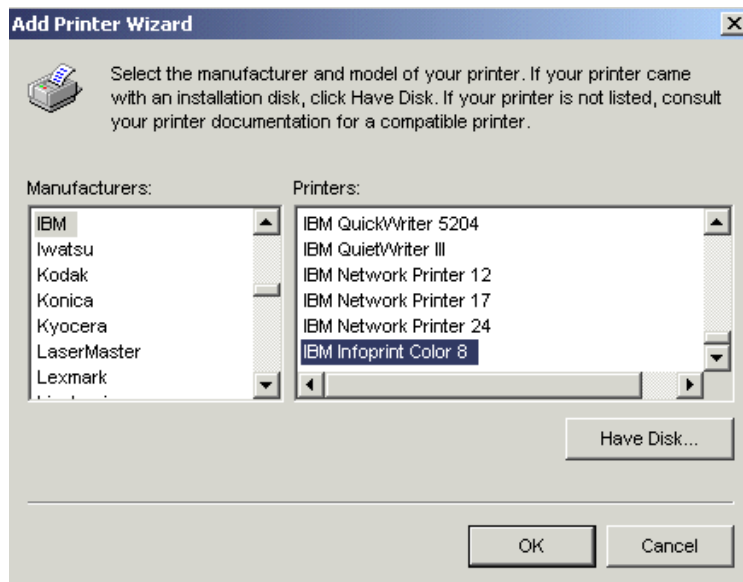 Add Printer Wizard
Select the manufacturer and model of your printer. If your printer came
with an installation disk, click Have Disk. If your printer is not listed, consult
your printer documentation for a compatible printer.
Manufacturers:
Printers:
IBM
Iwatsu
Kodak
Konica
Kyocera
LaserMaster
Lexmark
IBM QuickWriter 5204
IBM QuietWriter III
IBM Network Printer 12
IBM Network Printer 17
IBM Network Printer 24
IBM Infoprint Color 8
Have Disk...
OK
Cancel